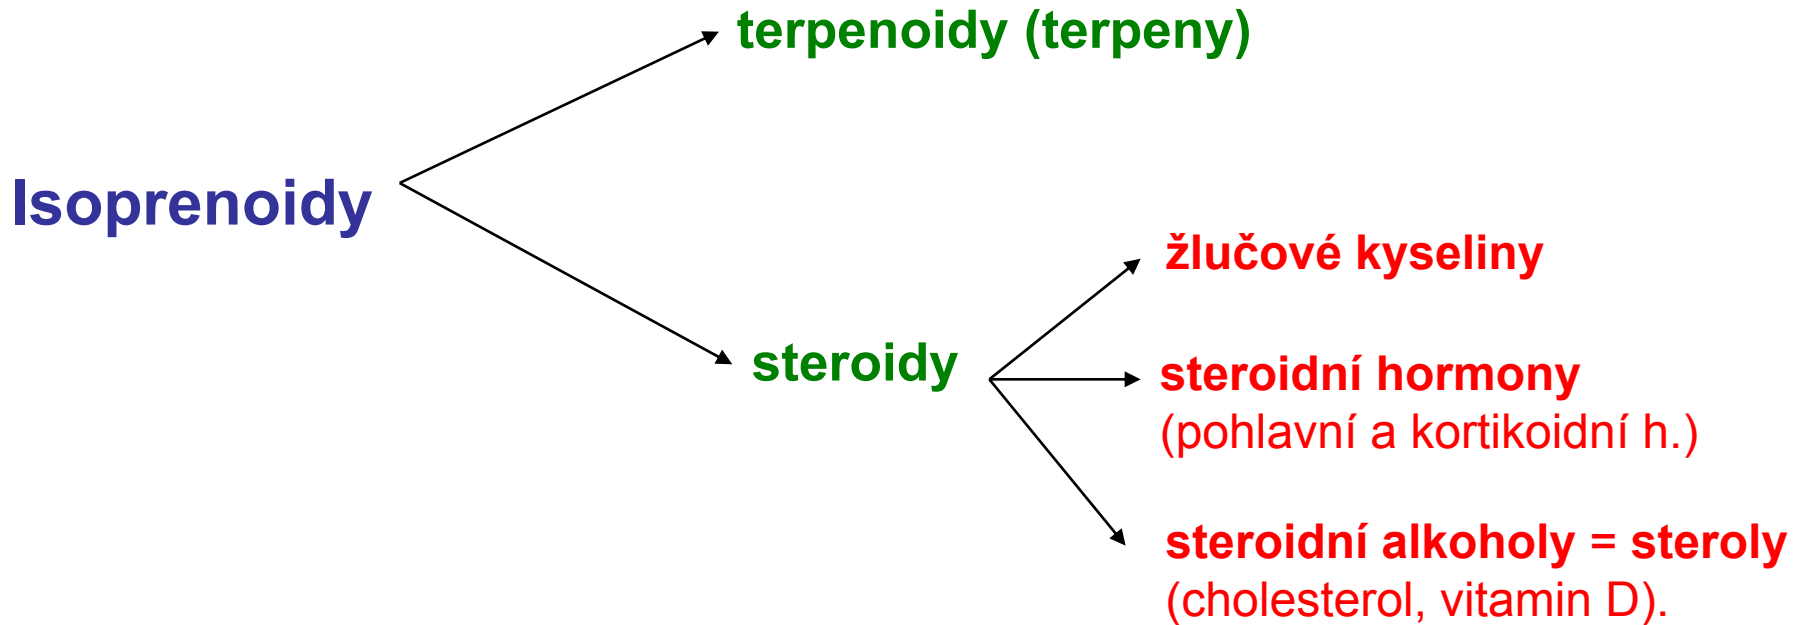 terpenoidy (terpeny)
Isoprenoidy
žlučové kyseliny
steroidy
steroidní hormony
(pohlavní a kortikoidní h.)
steroidní alkoholy = steroly
(cholesterol, vitamin D).